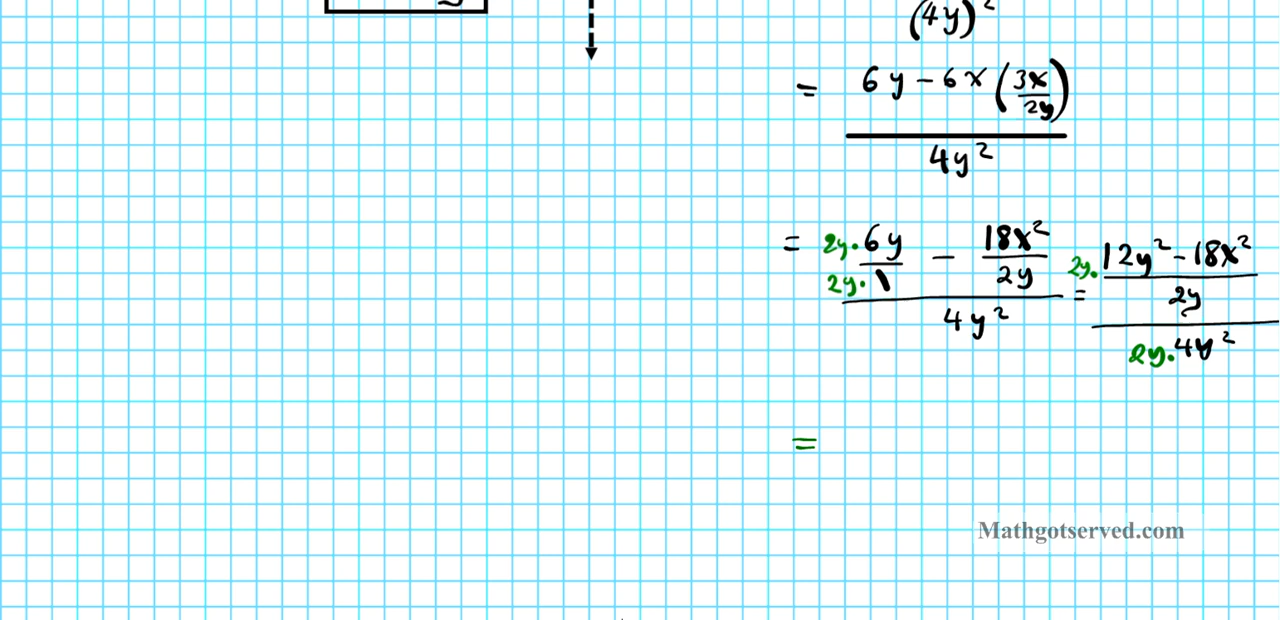 (4y)²
= (6y - 6x (3x/2y)) / 4y²
= (2y·6y/2y·1 - 18x²/2y) / 4y² = (2y·(12y² - 18x²)/2y) / (2y·4y²)
=
Mathgotserved.com